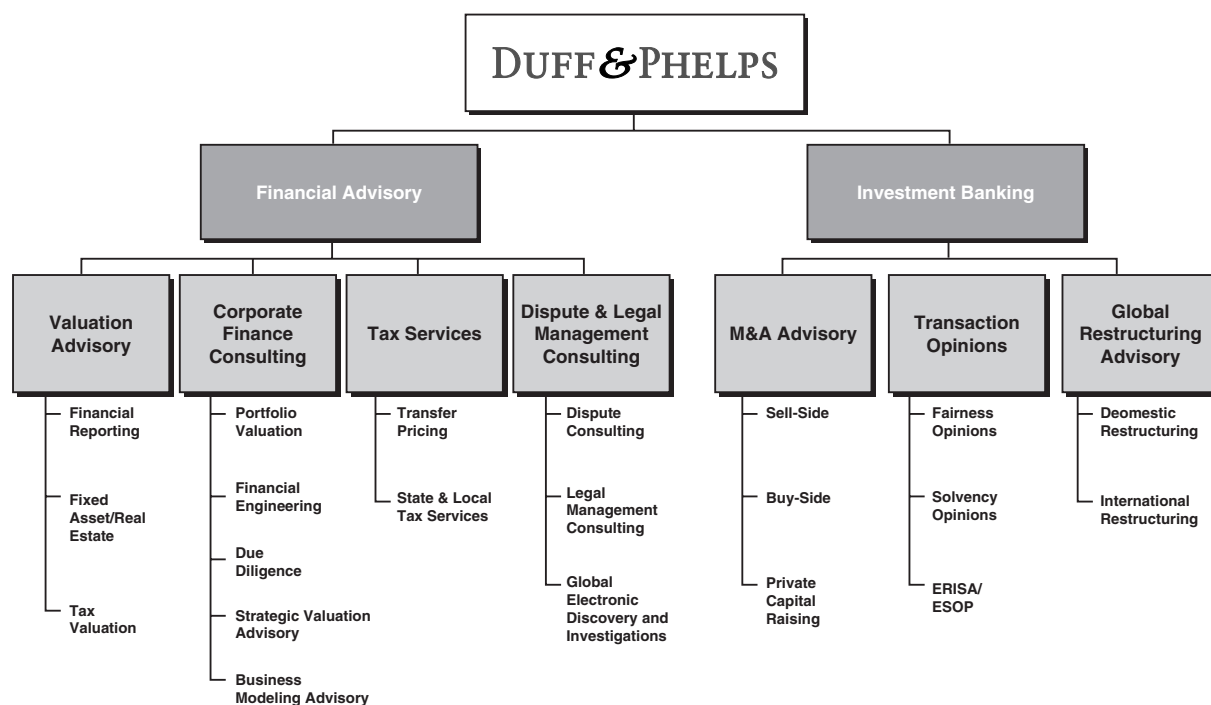 DUFF&PHELPS
Financial Advisory
Investment Banking
Valuation
Advisory
Corporate
Finance
Consulting
Tax Services
Dispute & Legal
Management
Consulting
M&A Advisory
Transaction
Opinions
Global
Restructuring
Advisory
Financial
Reporting
Fixed
Asset/Real
Estate
Tax
Valuation
Portfolio
Valuation
Financial
Engineering
Due
Diligence
Strategic Valuation
Advisory
Business
Modeling Advisory
Transfer
Pricing
State & Local
Tax Services
Dispute
Consulting
Legal
Management
Consulting
Global
Electronic
Discovery and
Investigations
Sell-Side
Buy-Side
Private
Capital
Raising
Fairness
Opinions
Solvency
Opinions
ERISA/
ESOP
Deomestic
Restructuring
International
Restructuring